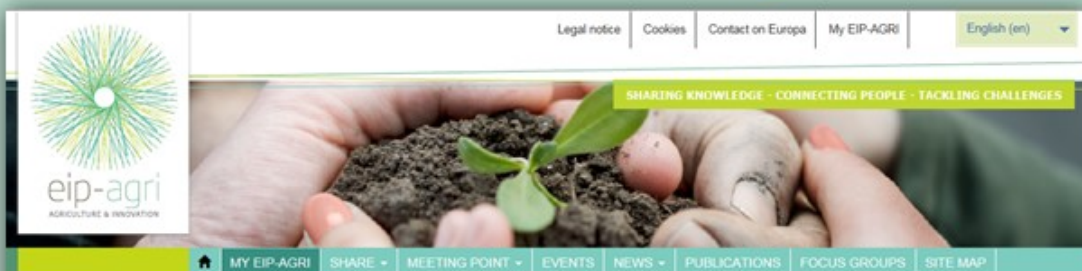 Legal notice Cookies Contact on Europa My EIP-AGRI English (en)
SHARING KNOWLEDGE - CONNECTING PEOPLE - TACKLING CHALLENGES
eip-agri
AGRICULTURE & INNOVATION
MY EIP-AGRI SHARE MEETING POINT EVENTS NEWS PUBLICATIONS FOCUS GROUPS SITE MAP